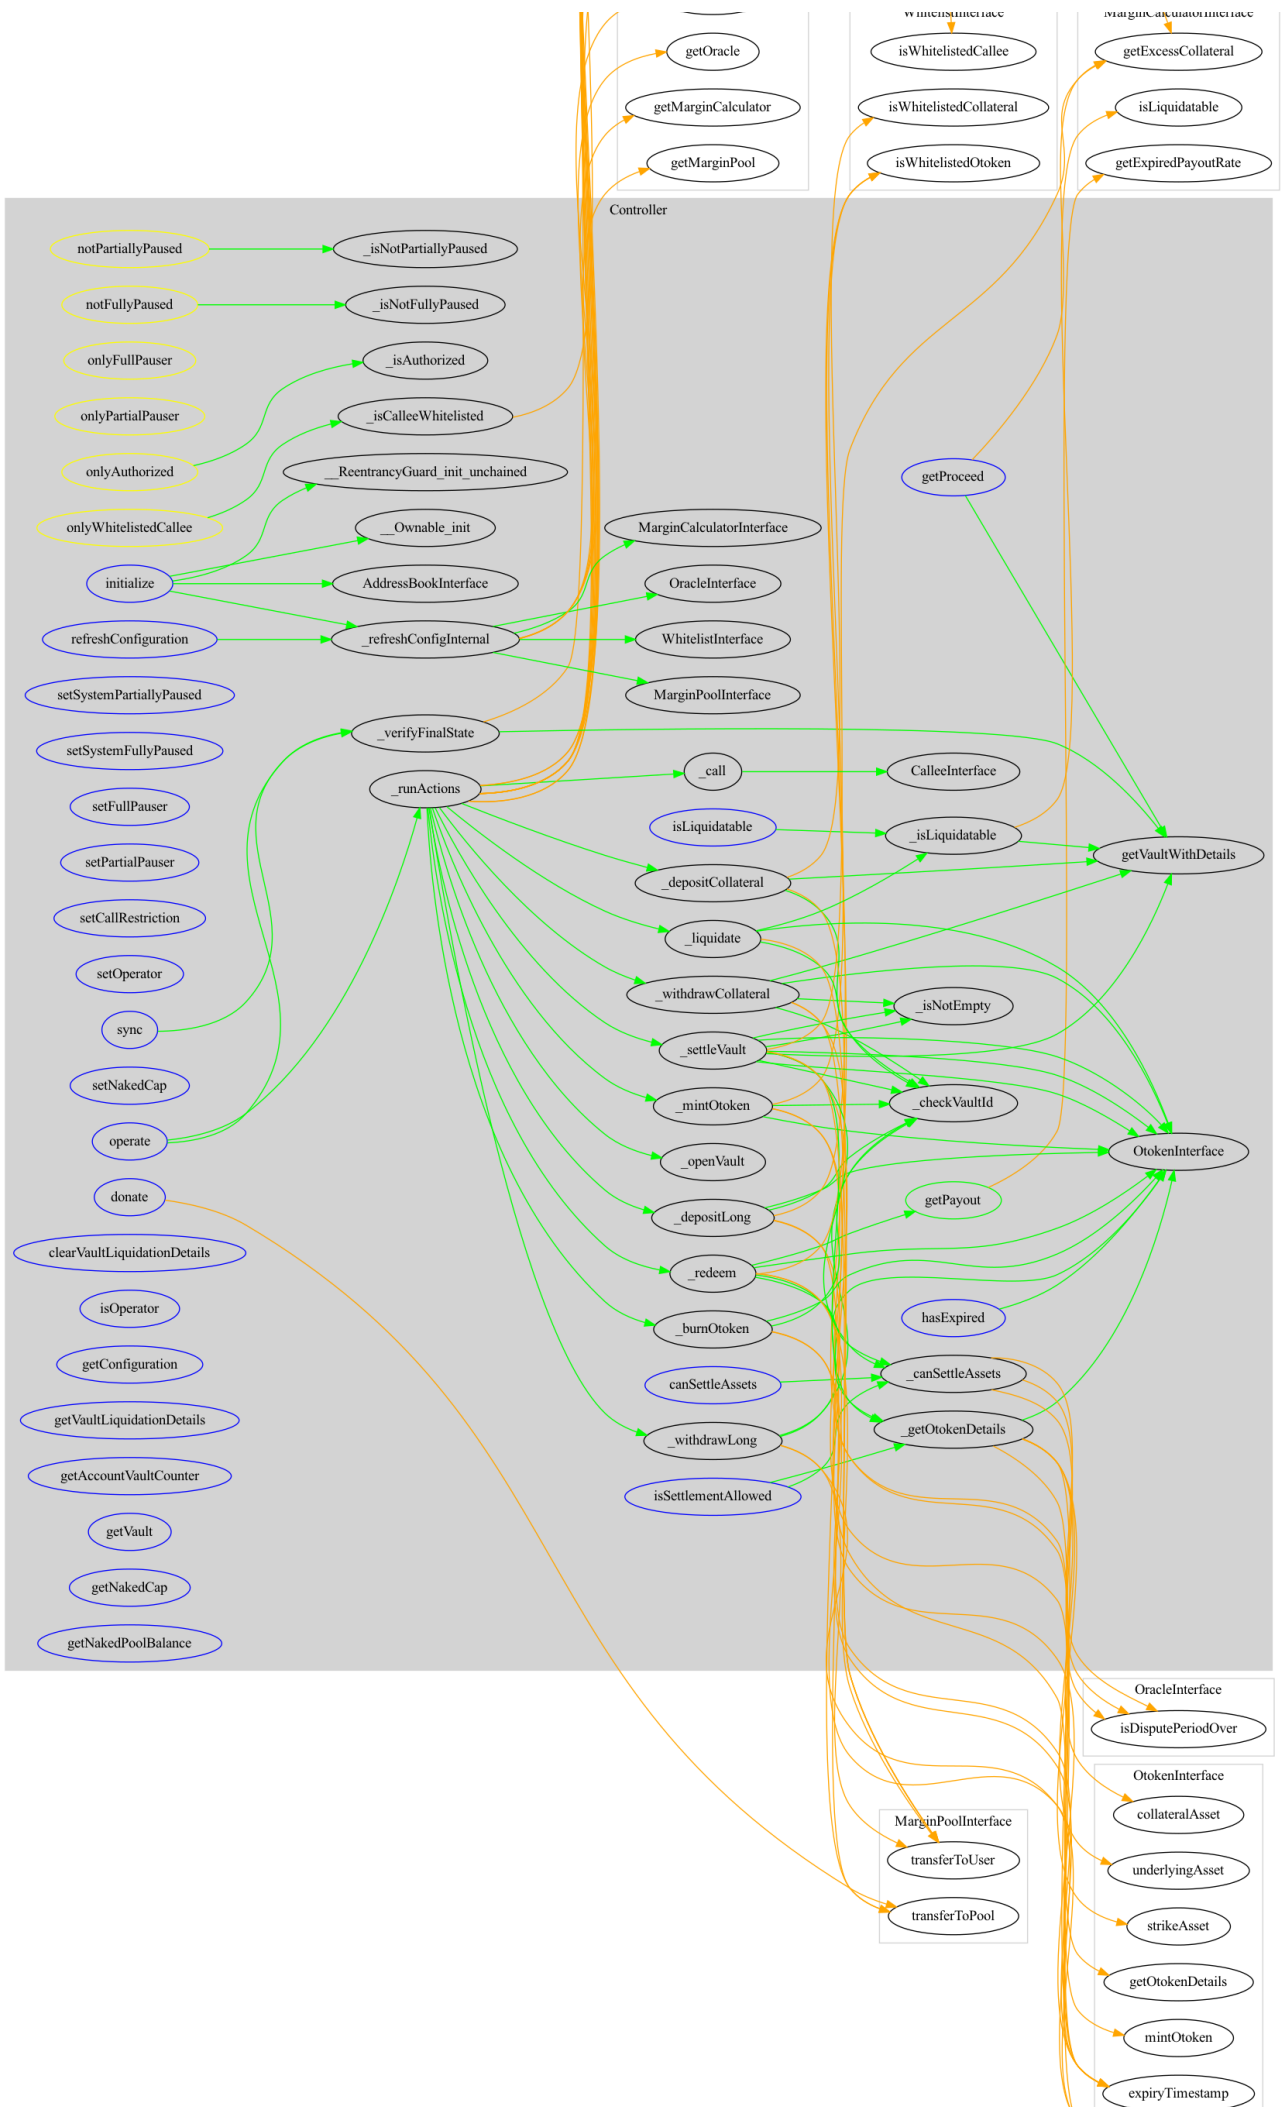 WhitelistInterface
MarginCalculatorInterface
getOracle
getMarginCalculator
getMarginPool
isWhitelistedCallee
isWhitelistedCollateral
isWhitelistedOtoken
getExcessCollateral
isLiquidatable
getExpiredPayoutRate
Controller
notPartiallyPaused
notFullyPaused
onlyFullPauser
onlyPartialPauser
onlyAuthorized
onlyWhitelistedCallee
initialize
refreshConfiguration
setSystemPartiallyPaused
setSystemFullyPaused
setFullPauser
setPartialPauser
setCallRestriction
setOperator
sync
setNakedCap
operate
donate
clearVaultLiquidationDetails
isOperator
getConfiguration
getVaultLiquidationDetails
getAccountVaultCounter
getVault
getNakedCap
getNakedPoolBalance
_isNotPartiallyPaused
_isNotFullyPaused
_isAuthorized
_isCalleeWhitelisted
__ReentrancyGuard_init_unchained
__Ownable_init
AddressBookInterface
_refreshConfigInternal
_verifyFinalState
_runActions
MarginCalculatorInterface
OracleInterface
WhitelistInterface
MarginPoolInterface
_call
isLiquidatable
_depositCollateral
_liquidate
_withdrawCollateral
_settleVault
_mintOtoken
_openVault
_depositLong
_redeem
_burnOtoken
canSettleAssets
_withdrawLong
isSettlementAllowed
getProceed
CalleeInterface
_isLiquidatable
_isNotEmpty
_checkVaultId
getPayout
hasExpired
_canSettleAssets
_getOtokenDetails
getVaultWithDetails
OtokenInterface
OracleInterface
isDisputePeriodOver
MarginPoolInterface
transferToUser
transferToPool
OtokenInterface
collateralAsset
underlyingAsset
strikeAsset
getOtokenDetails
mintOtoken
expiryTimestamp